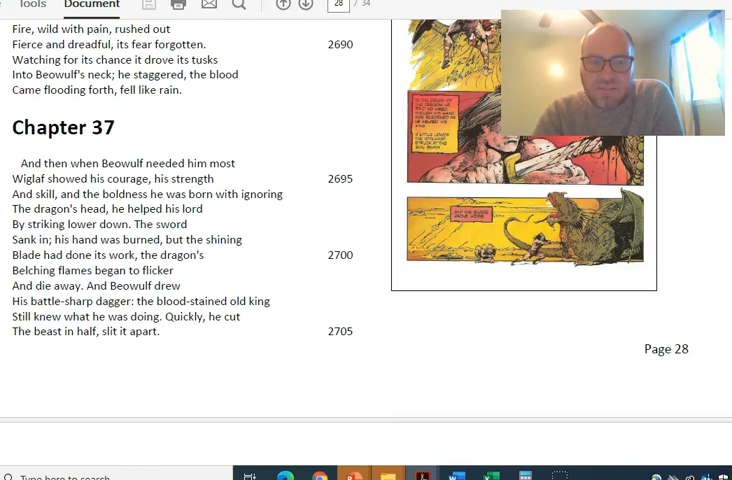 Tools
Document
28 / 34
Fire, wild with pain, rushed out
Fierce and dreadful, its fear forgotten. 2690
Watching for its chance it drove its tusks
Into Beowulf's neck; he staggered, the blood
Came flooding forth, fell like rain.
Chapter 37
And then when Beowulf needed him most
Wiglaf showed his courage, his strength 2695
And skill, and the boldness he was born with ignoring
The dragon's head, he helped his lord
By striking lower down. The sword
Sank in; his hand was burned, but the shining
Blade had done its work, the dragon's 2700
Belching flames began to flicker
And die away. And Beowulf drew
His battle-sharp dagger: the blood-stained old king
Still knew what he was doing. Quickly, he cut
The beast in half, slit it apart. 2705
Page 28
Type here to search